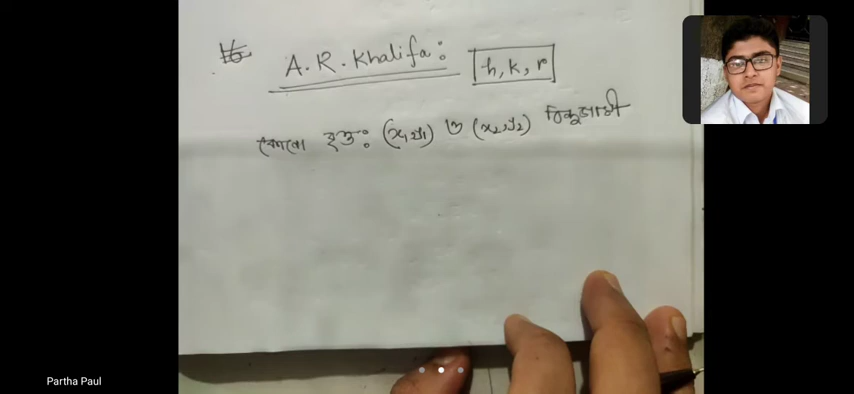 A.R. Khalifa: h, k, r
কোনো বৃত্ত: (x₁,y₁) ও (x₂,y₂) বিন্দুগামী
Partha Paul